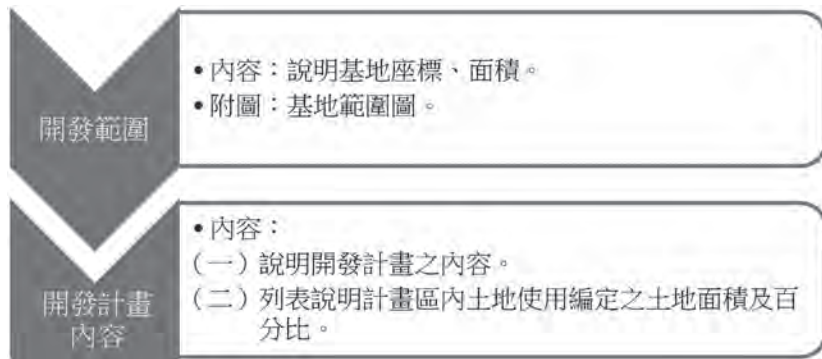 開發範圍
•內容：說明基地座標、面積。
•附圖：基地範圍圖。
開發計畫
內容
•內容：
（一）說明開發計畫之內容。
（二）列表說明計畫區內土地使用編定之土地面積及百
分比。